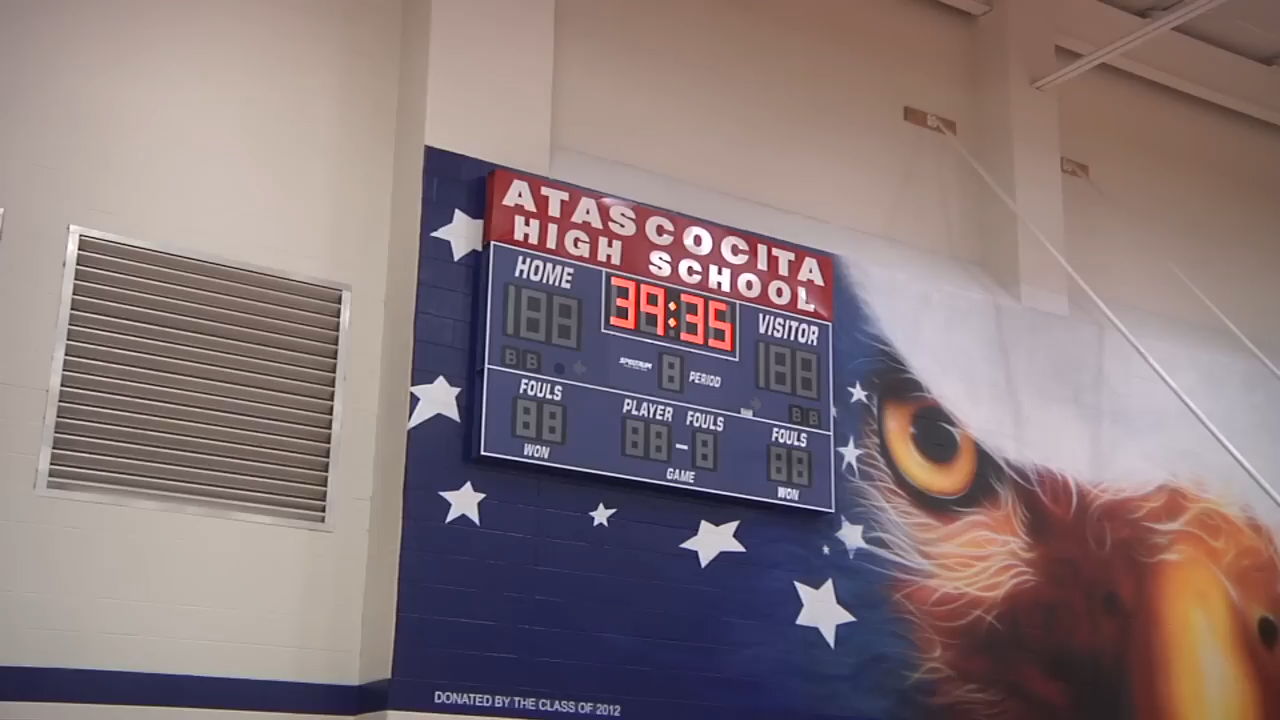 ATASCOCITA
HIGH SCHOOL
HOME
39:35
VISITOR
SPECTRUM
PERIOD
FOULS
PLAYER FOULS
FOULS
WON
GAME
WON
DONATED BY THE CLASS OF 2012